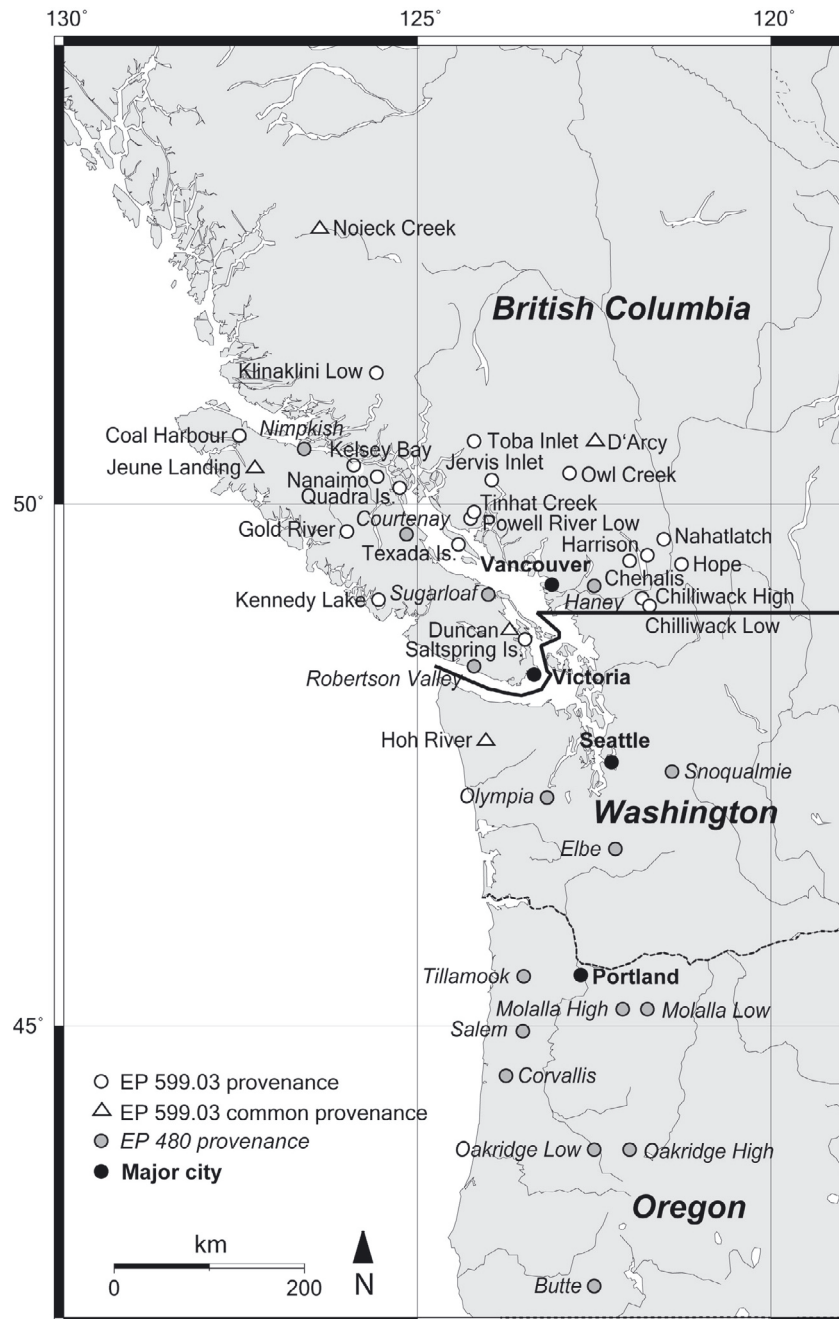 130°
125°
120°
Noieck Creek
British Columbia
Klinaklini Low
Nimpkish
Coal Harbour
Kelsey Bay
Toba Inlet
D'Arcy
Jeune Landing
Jervis Inlet
Owl Creek
Nanaimo
Quadra Is.
50°
Tinhat Creek
Courtenay
Powell River Low
Gold River
Nahatlatch
Texada Is.
Harrison
Vancouver
Hope
Chehalis
Sugarloaf
Haney
Chilliwack High
Kennedy Lake
Chilliwack Low
Duncan
Saltspring Is.
Robertson Valley
Victoria
Hoh River
Seattle
Snoqualmie
Olympia
Washington
Elbe
Tillamook
Portland
Molalla High
Molalla Low
45°
Salem
Corvallis
EP 599.03 provenance
EP 599.03 common provenance
EP 480 provenance
Major city
Oakridge Low
Oakridge High
Oregon
km
0
200
N
Butte